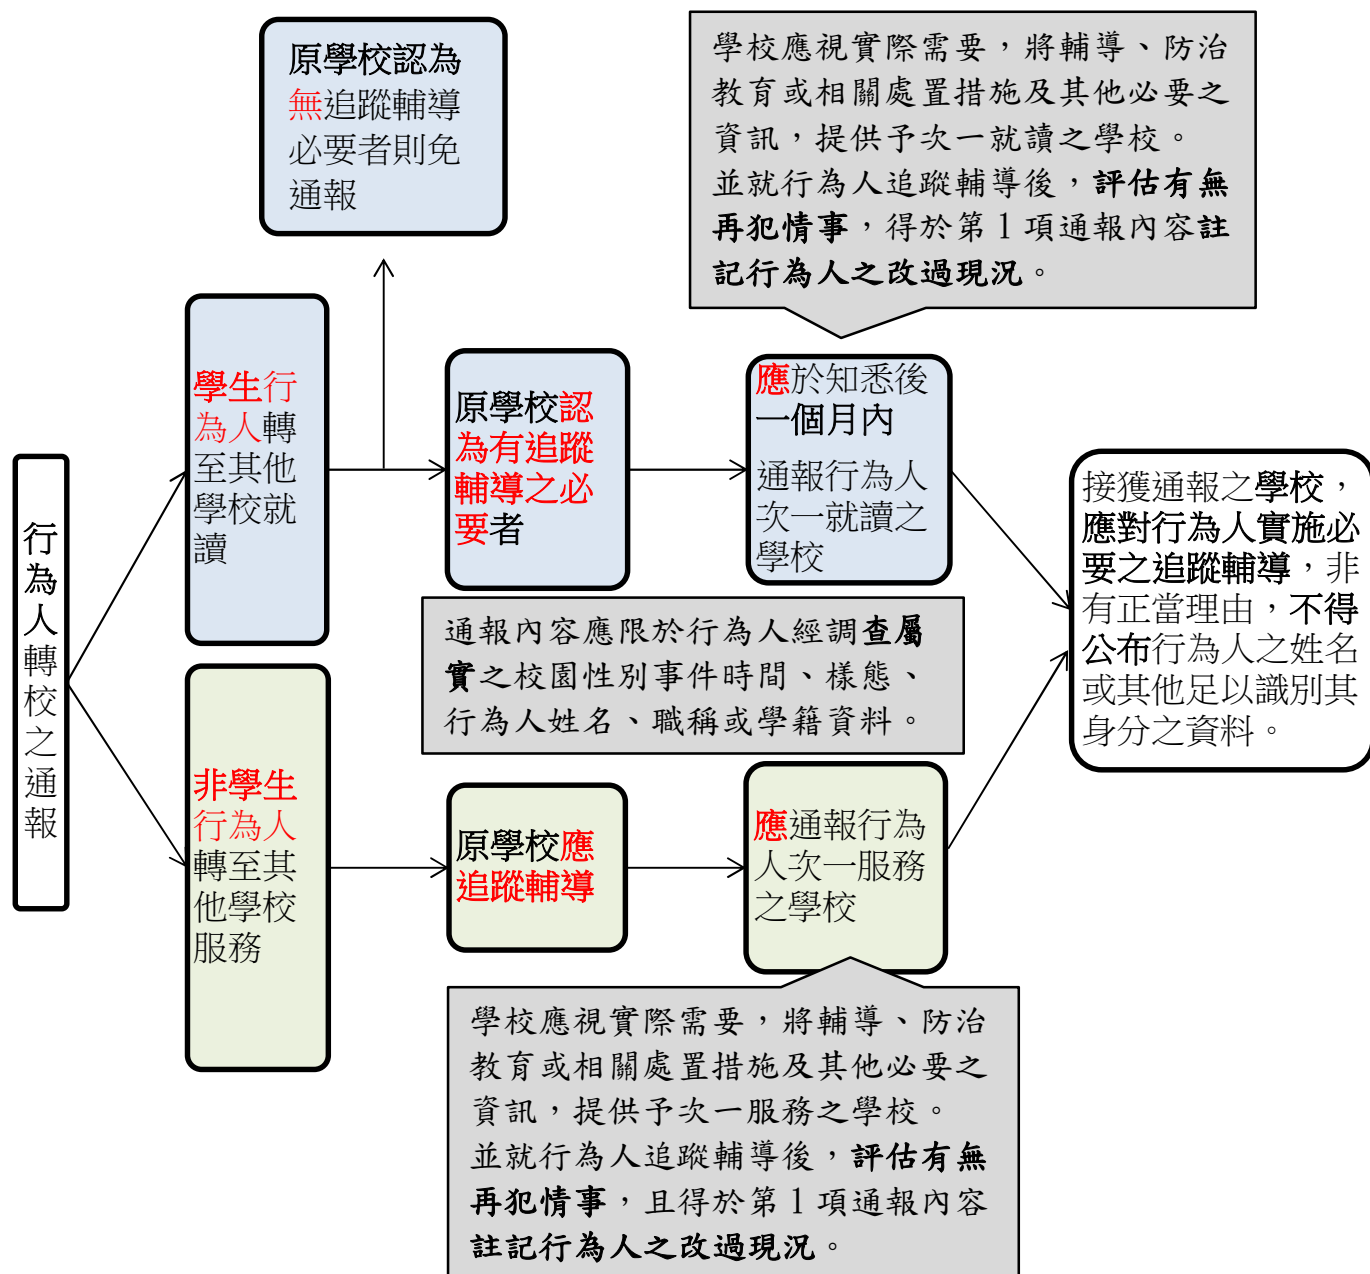 原學校認為
無追蹤輔導
必要者則免
通報
學校應視實際需要，將輔導、防治
教育或相關處置措施及其他必要之
資訊，提供予次一就讀之學校。
並就行為人追蹤輔導後，評估有無
再犯情事，得於第 1 項通報內容註
記行為人之改過現況。
行為人轉校之通報
學生行
為人轉
至其他
學校就
讀
原學校認
為有追蹤
輔導之必
要者
應於知悉後
一個月內
通報行為人
次一就讀之
學校
通報內容應限於行為人經調查屬
實之校園性別事件時間、樣態、
行為人姓名、職稱或學籍資料。
非學生
行為人
轉至其
他學校
服務
原學校應
追蹤輔導
應通報行為
人次一服務
之學校
學校應視實際需要，將輔導、防治
教育或相關處置措施及其他必要之
資訊，提供予次一服務之學校。
並就行為人追蹤輔導後，評估有無
再犯情事，且得於第 1 項通報內容
註記行為人之改過現況。
接獲通報之學校，
應對行為人實施必
要之追蹤輔導，非
有正當理由，不得
公布行為人之姓名
或其他足以識別其
身分之資料。